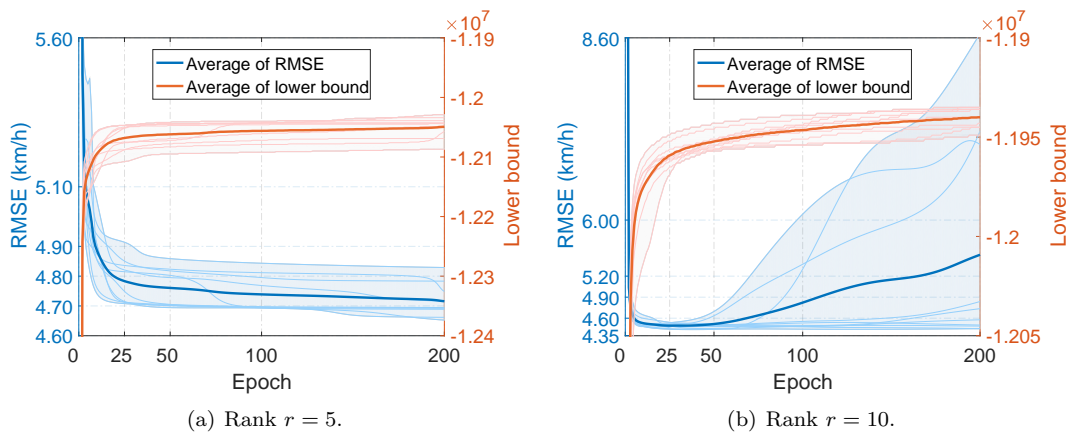 ×10⁷
5.60
-1.19
Average of RMSE
Average of lower bound
-1.2
-1.21
5.10
-1.22
4.90
4.80
-1.23
4.70
4.60
-1.24
0 25 50 100 200
RMSE (km/h)
Lower bound
Epoch
(a) Rank r = 5.
×10⁷
8.60
-1.19
Average of RMSE
Average of lower bound
-1.195
6.00
-1.2
5.20
4.90
4.60
4.35
-1.205
0 25 50 100 200
RMSE (km/h)
Lower bound
Epoch
(b) Rank r = 10.